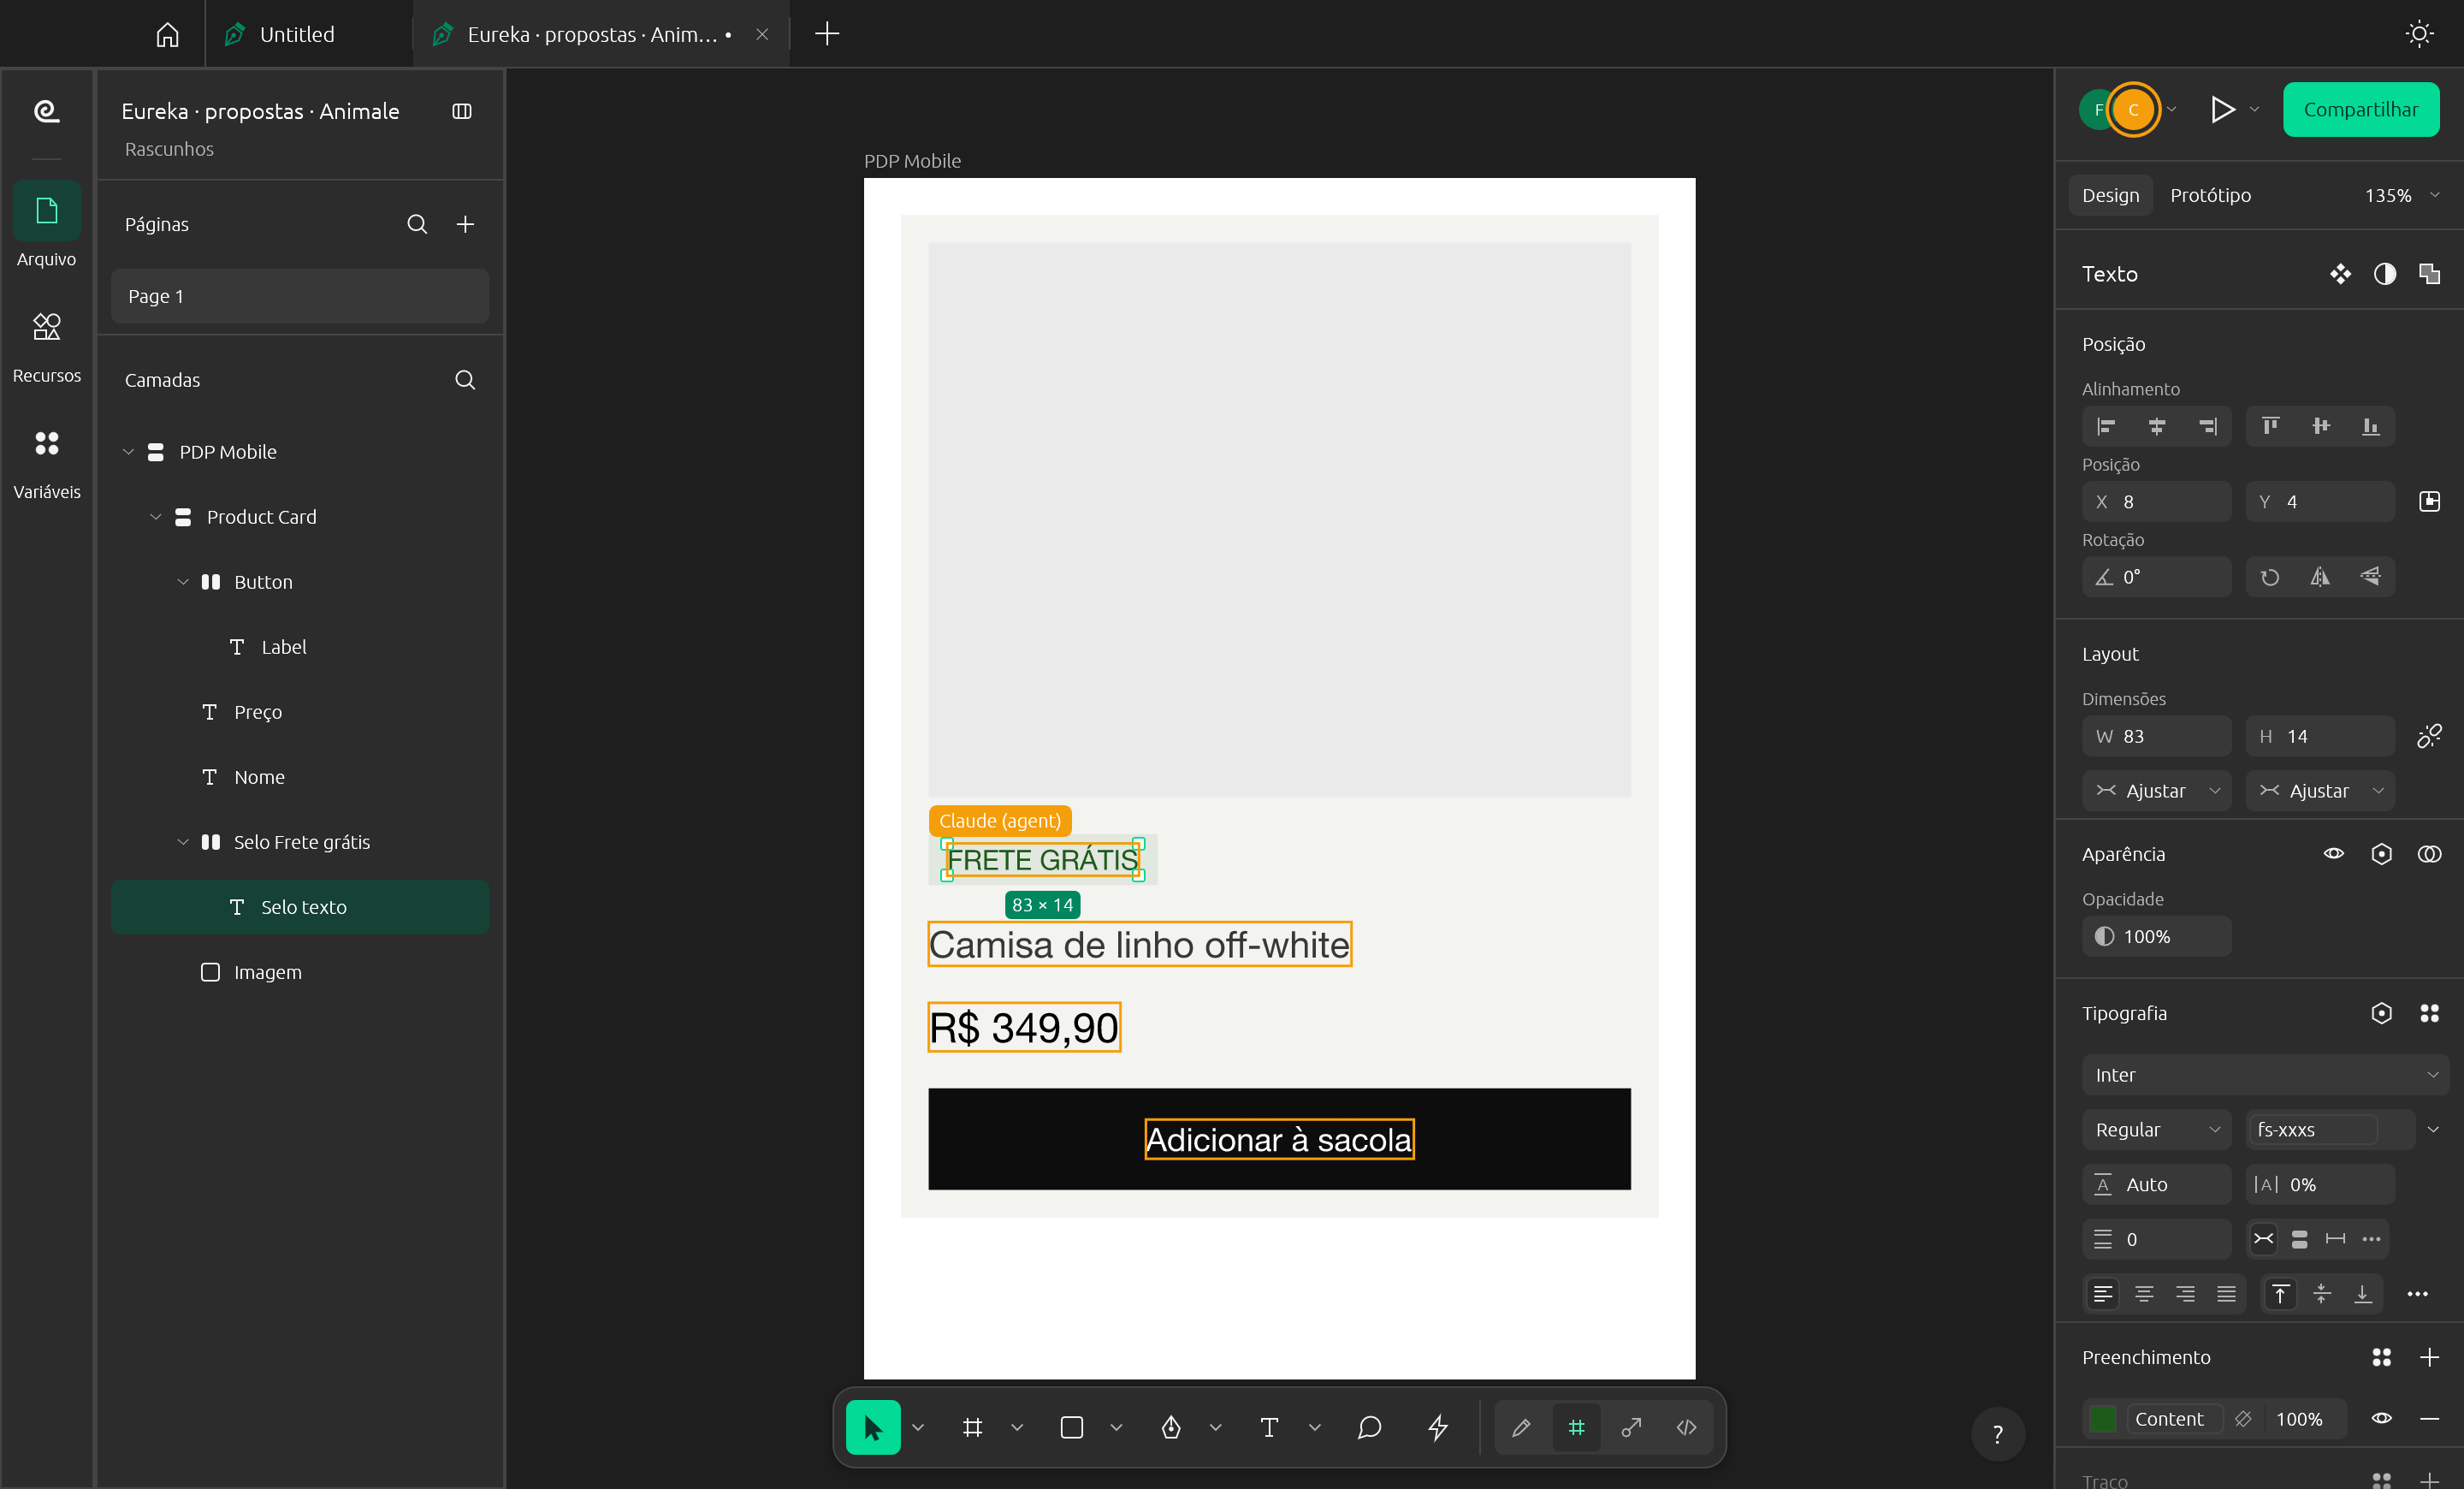 Untitled
Eureka · propostas · Anim… •
Eureka · propostas · Animale
Rascunhos
Arquivo
Recursos
Variáveis
Páginas
Page 1
Camadas
PDP Mobile
Product Card
Button
Label
Preço
Nome
Selo Frete grátis
Selo texto
Imagem
PDP Mobile
Claude (agent)
FRETE GRÁTIS
83 × 14
Camisa de linho off-white
R$ 349,90
Adicionar à sacola
?
F C
Compartilhar
Design Protótipo 135%
Texto
Posição
Alinhamento
Posição
X 8 Y 4
Rotação
0°
Layout
Dimensões
W 83 H 14
Ajustar Ajustar
Aparência
Opacidade
100%
Tipografia
Inter
Regular fs-xxxs
Auto 0%
0
Preenchimento
Content 100%
Traço